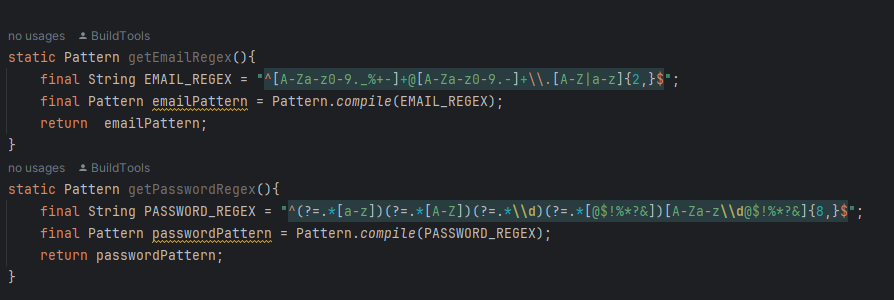 no usages   BuildTools
static Pattern getEmailRegex(){
    final String EMAIL_REGEX = "^[A-Za-z0-9._%+-]+@[A-Za-z0-9.-]+\\.[A-Z|a-z]{2,}$";
    final Pattern emailPattern = Pattern.compile(EMAIL_REGEX);
    return  emailPattern;
}
no usages   BuildTools
static Pattern getPasswordRegex(){
    final String PASSWORD_REGEX = "^(?=.*[a-z])(?=.*[A-Z])(?=.*\\d)(?=.*[@$!%*?&])[A-Za-z\\d@$!%*?&]{8,}$";
    final Pattern passwordPattern = Pattern.compile(PASSWORD_REGEX);
    return passwordPattern;
}